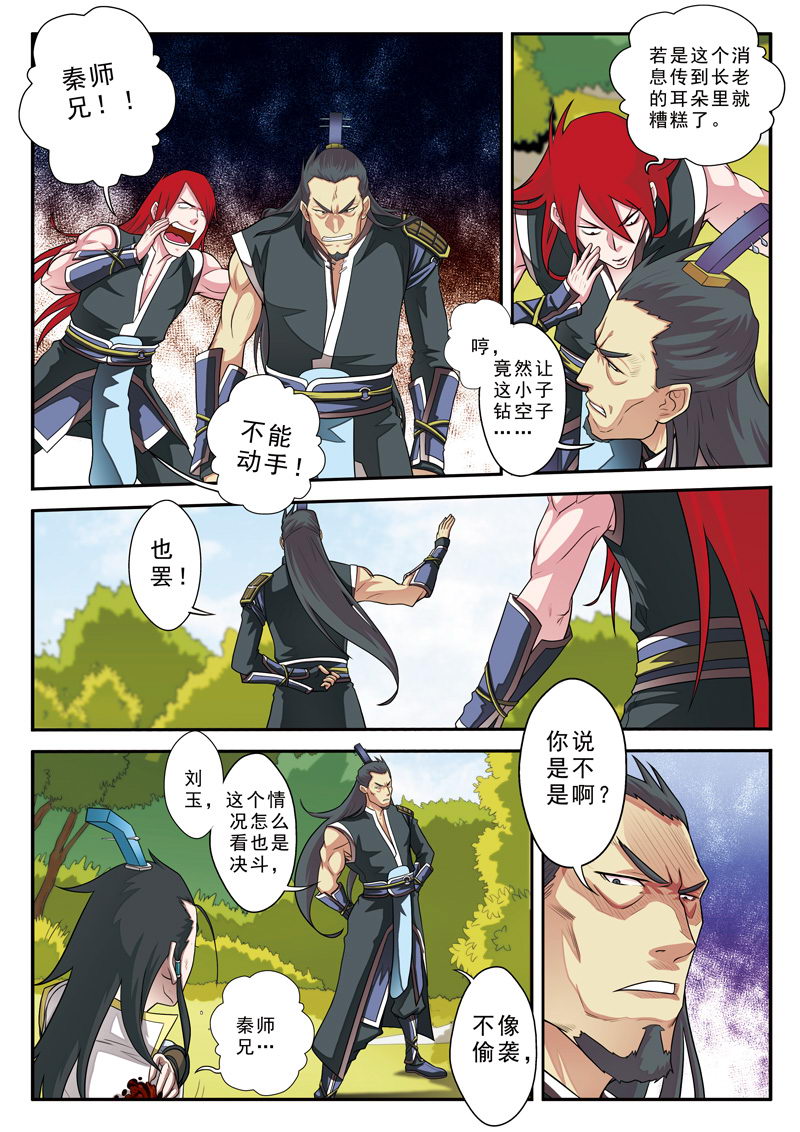 秦师
兄！！
不能
动手！
若是这个消
息传到长老
的耳朵里就
糟糕了。
哼，
竟然让
这小子
钻空子
……
也
罢！
刘
玉，
这个情
况怎么
看也是
决斗，
秦师
兄…
不像
偷袭，
你说
是不
是啊？